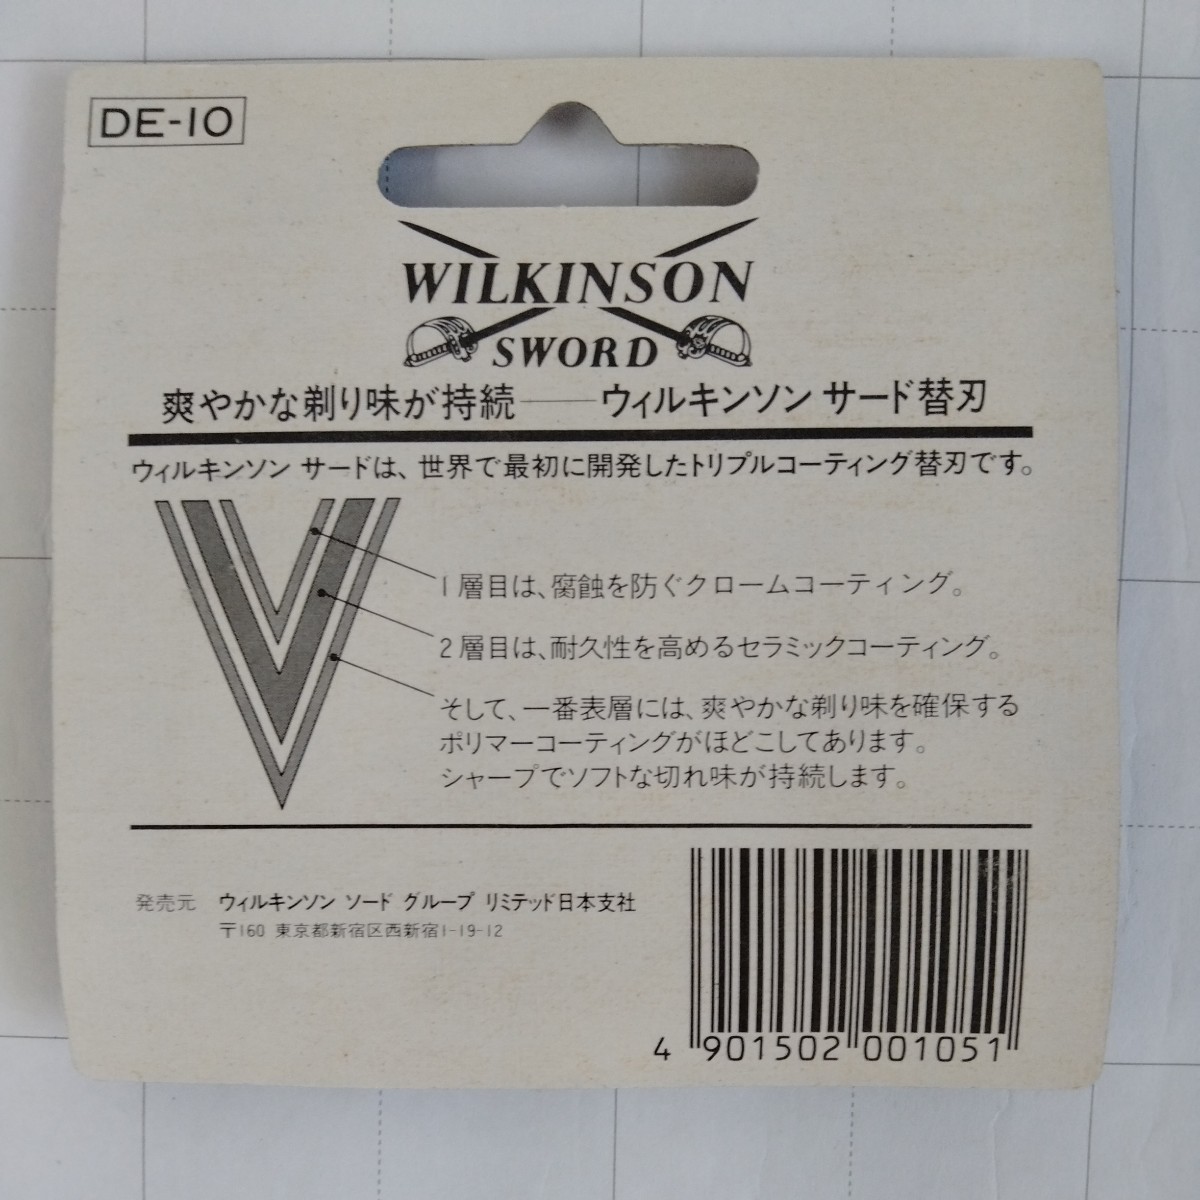 DE-10
WILKINSON
SWORD
爽やかな剃り味が持続──ウィルキンソン サード替刃
ウィルキンソン サードは、世界で最初に開発したトリプルコーティング替刃です。
1層目は、腐蝕を防ぐクロームコーティング。
2層目は、耐久性を高めるセラミックコーティング。
そして、一番表層には、爽やかな剃り味を確保する
ポリマーコーティングがほどこしてあります。
シャープでソフトな切れ味が持続します。
発売元 ウィルキンソン ソード グループ リミテッド日本支社
〒160 東京都新宿区西新宿1-19-12
4 901502 001051